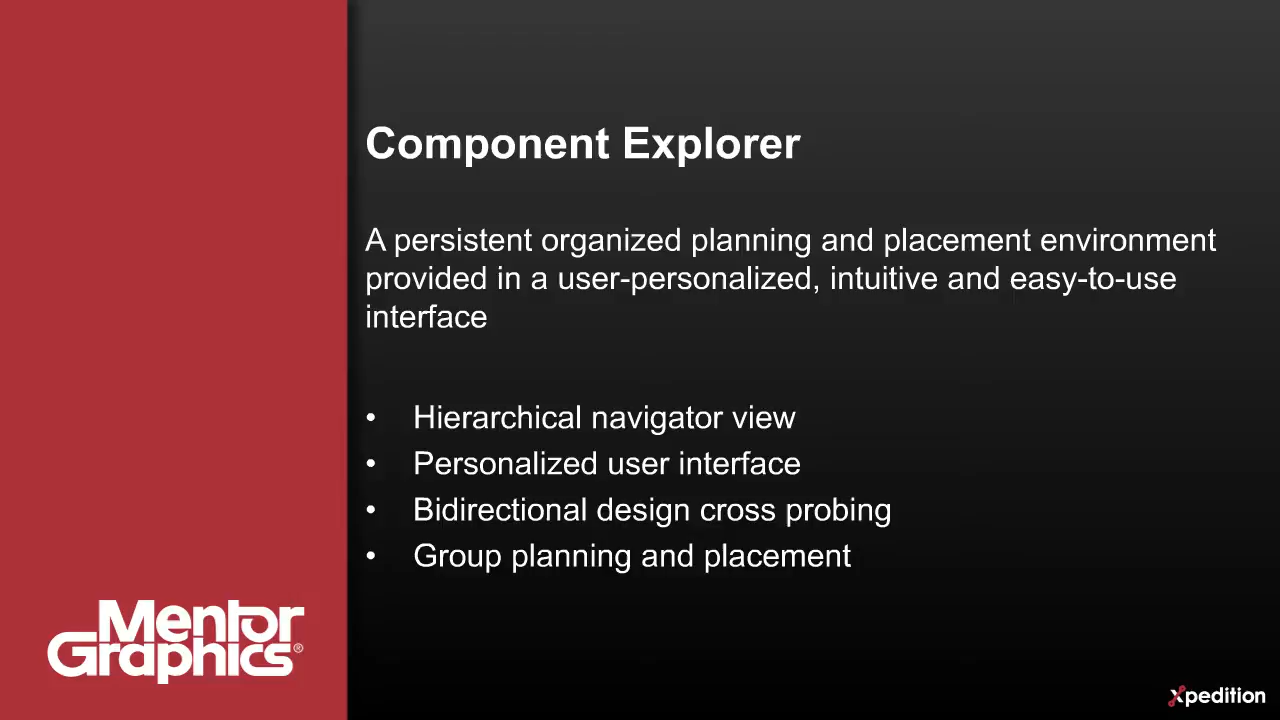 Component Explorer
A persistent organized planning and placement environment
provided in a user-personalized, intuitive and easy-to-use
interface
• Hierarchical navigator view
• Personalized user interface
• Bidirectional design cross probing
• Group planning and placement
Mentor
Graphics®
xpedition